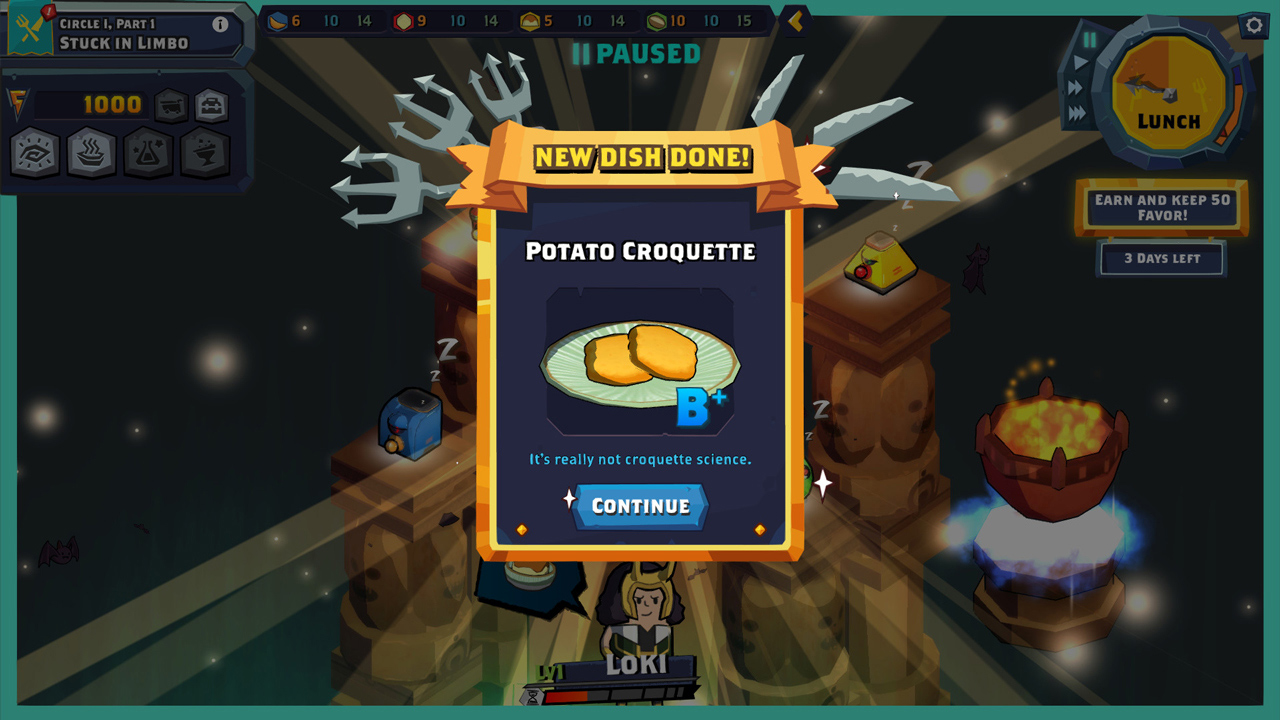 CIRCLE I, PART 1
STUCK IN LIMBO
i
6 10 14 9 10 14 5 10 14 10 10 15
PAUSED
F 1000
LUNCH
EARN AND KEEP 50
FAVOR!
3 DAYS LEFT
NEW DISH DONE!
POTATO CROQUETTE
B+
It's really not croquette science.
CONTINUE
Z
Z
Z
Z
Z
Z
Z
LOKI
Lv1